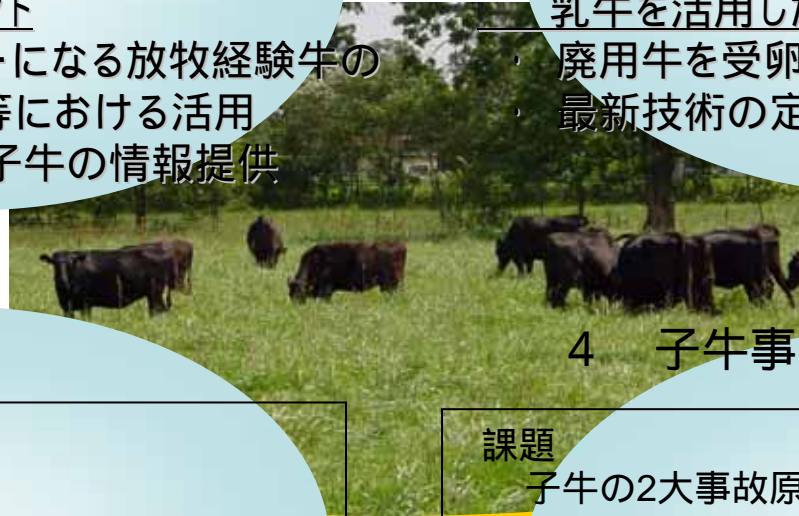 ト
ーになる放牧経験牛の
等における活用
子牛の情報提供
乳牛を活用した
・ 廃用牛を受卵
・ 最新技術の定
4 子牛事
課題
子牛の2大事故原